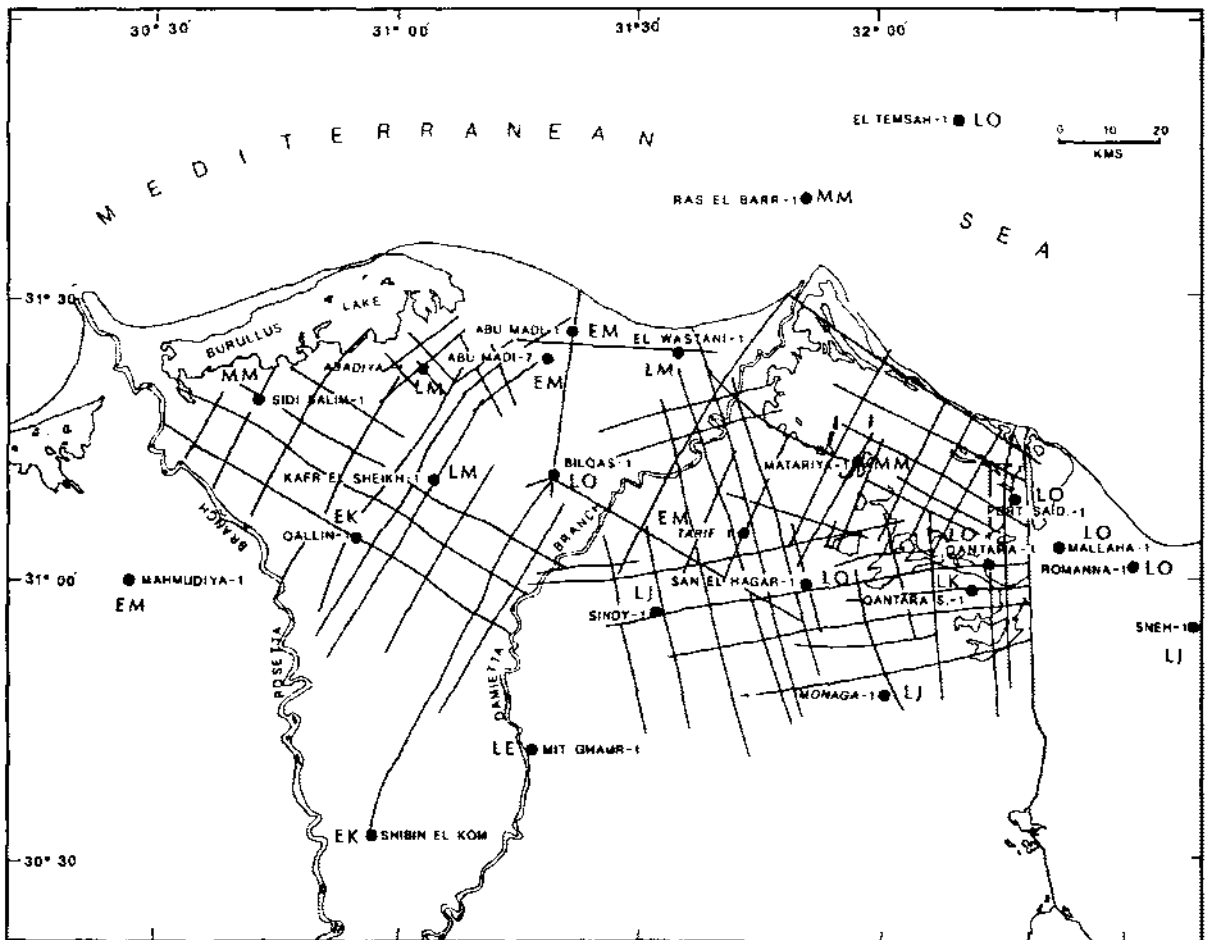 30° 30′
31° 00′
31° 30′
32° 00′
MEDITERRANEAN
SEA
EL TEMSAH-1 LO
0 10 20
KMS
RAS EL BARR-1 MM
31° 30′
BURULLUS LAKE
ABU MADI-1 EM
EL WASTANI-1
LM
ABADIYA
LM
ABU MADI-7
EM
MM
SIDI SALIM-1
KAFR EL SHEIKH-1 LM
BILQAS-1
LO
MATARIYA-1 MM
LO
PORT SAID-1
EK
QALLIN-1
EM
TARIF-1
LO
QANTARA-1
LO
MALLAHA-1
ROMANNA-1 LO
31° 00′
MAHMUDIYA-1
EM
SAN EL HAGAR-1 LO
LK
QANTARA S.-1
LJ
SINDY-1
SNEH-1
LJ
MONAGA-1 LJ
ROSETTA BRANCH
DAMIETTA BRANCH
LE MIT GHAMR-1
EK SHIBIN EL KOM
30° 30′